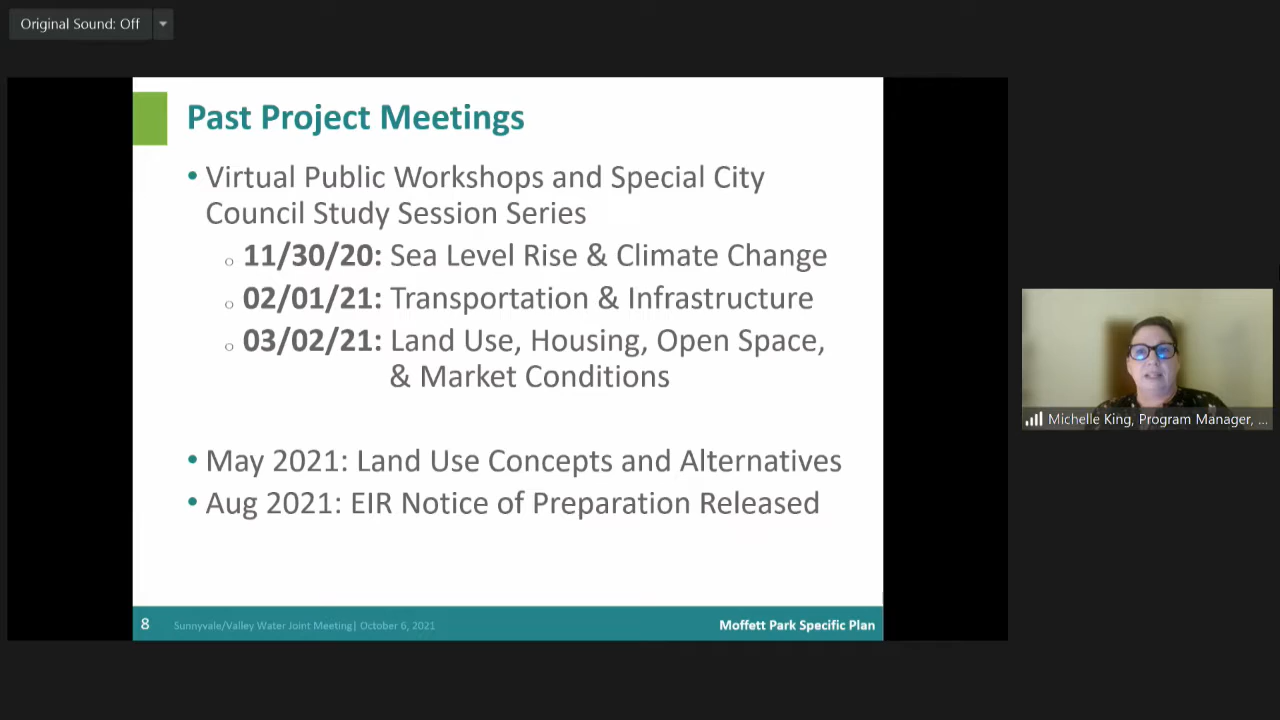 Original Sound: Off
Past Project Meetings
• Virtual Public Workshops and Special City
Council Study Session Series
○ 11/30/20: Sea Level Rise & Climate Change
○ 02/01/21: Transportation & Infrastructure
○ 03/02/21: Land Use, Housing, Open Space,
& Market Conditions
• May 2021: Land Use Concepts and Alternatives
• Aug 2021: EIR Notice of Preparation Released
8 Sunnyvale/Valley Water Joint Meeting| October 6, 2021 Moffett Park Specific Plan
Michelle King, Program Manager, ...